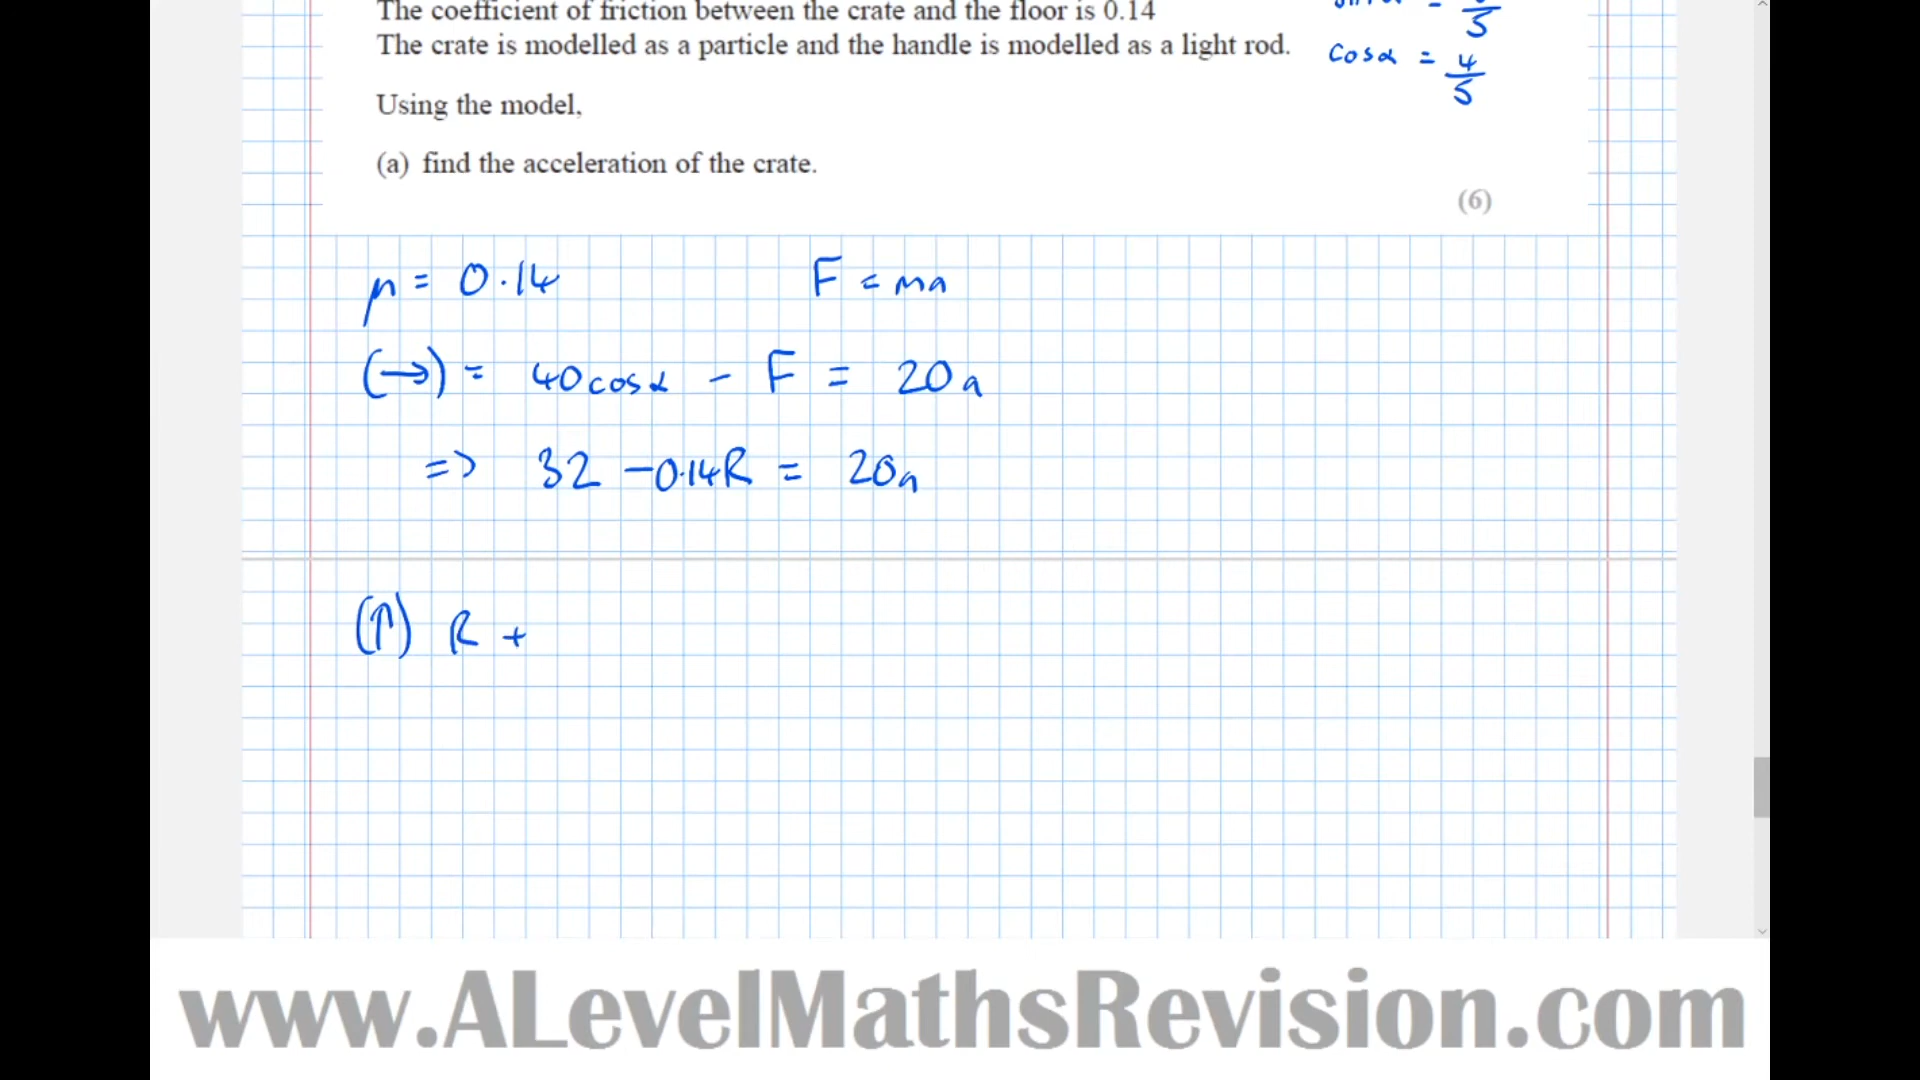 The coefficient of friction between the crate and the floor is 0.14
The crate is modelled as a particle and the handle is modelled as a light rod.
5
cosα = 4/5
Using the model,
(a) find the acceleration of the crate.
(6)
μ = 0.14
F = ma
(→) = 40cosα - F = 20a
=> 32 - 0.14R = 20a
(↑) R +
www.ALevelMathsRevision.com